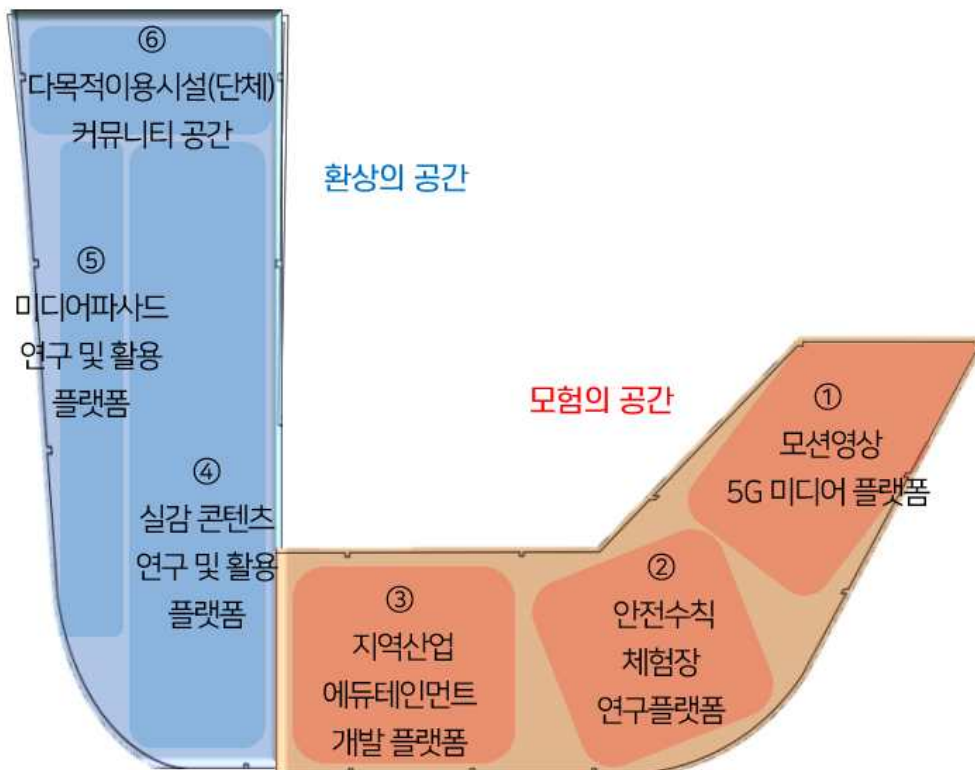 ⑥
다목적이용시설(단체)
커뮤니티 공간
환상의 공간
⑤
미디어파사드
연구 및 활용
플랫폼
④
실감 콘텐츠
연구 및 활용
플랫폼
모험의 공간
①
모션영상
5G 미디어 플랫폼
②
안전수칙
체험장
연구플랫폼
③
지역산업
에듀테인먼트
개발 플랫폼